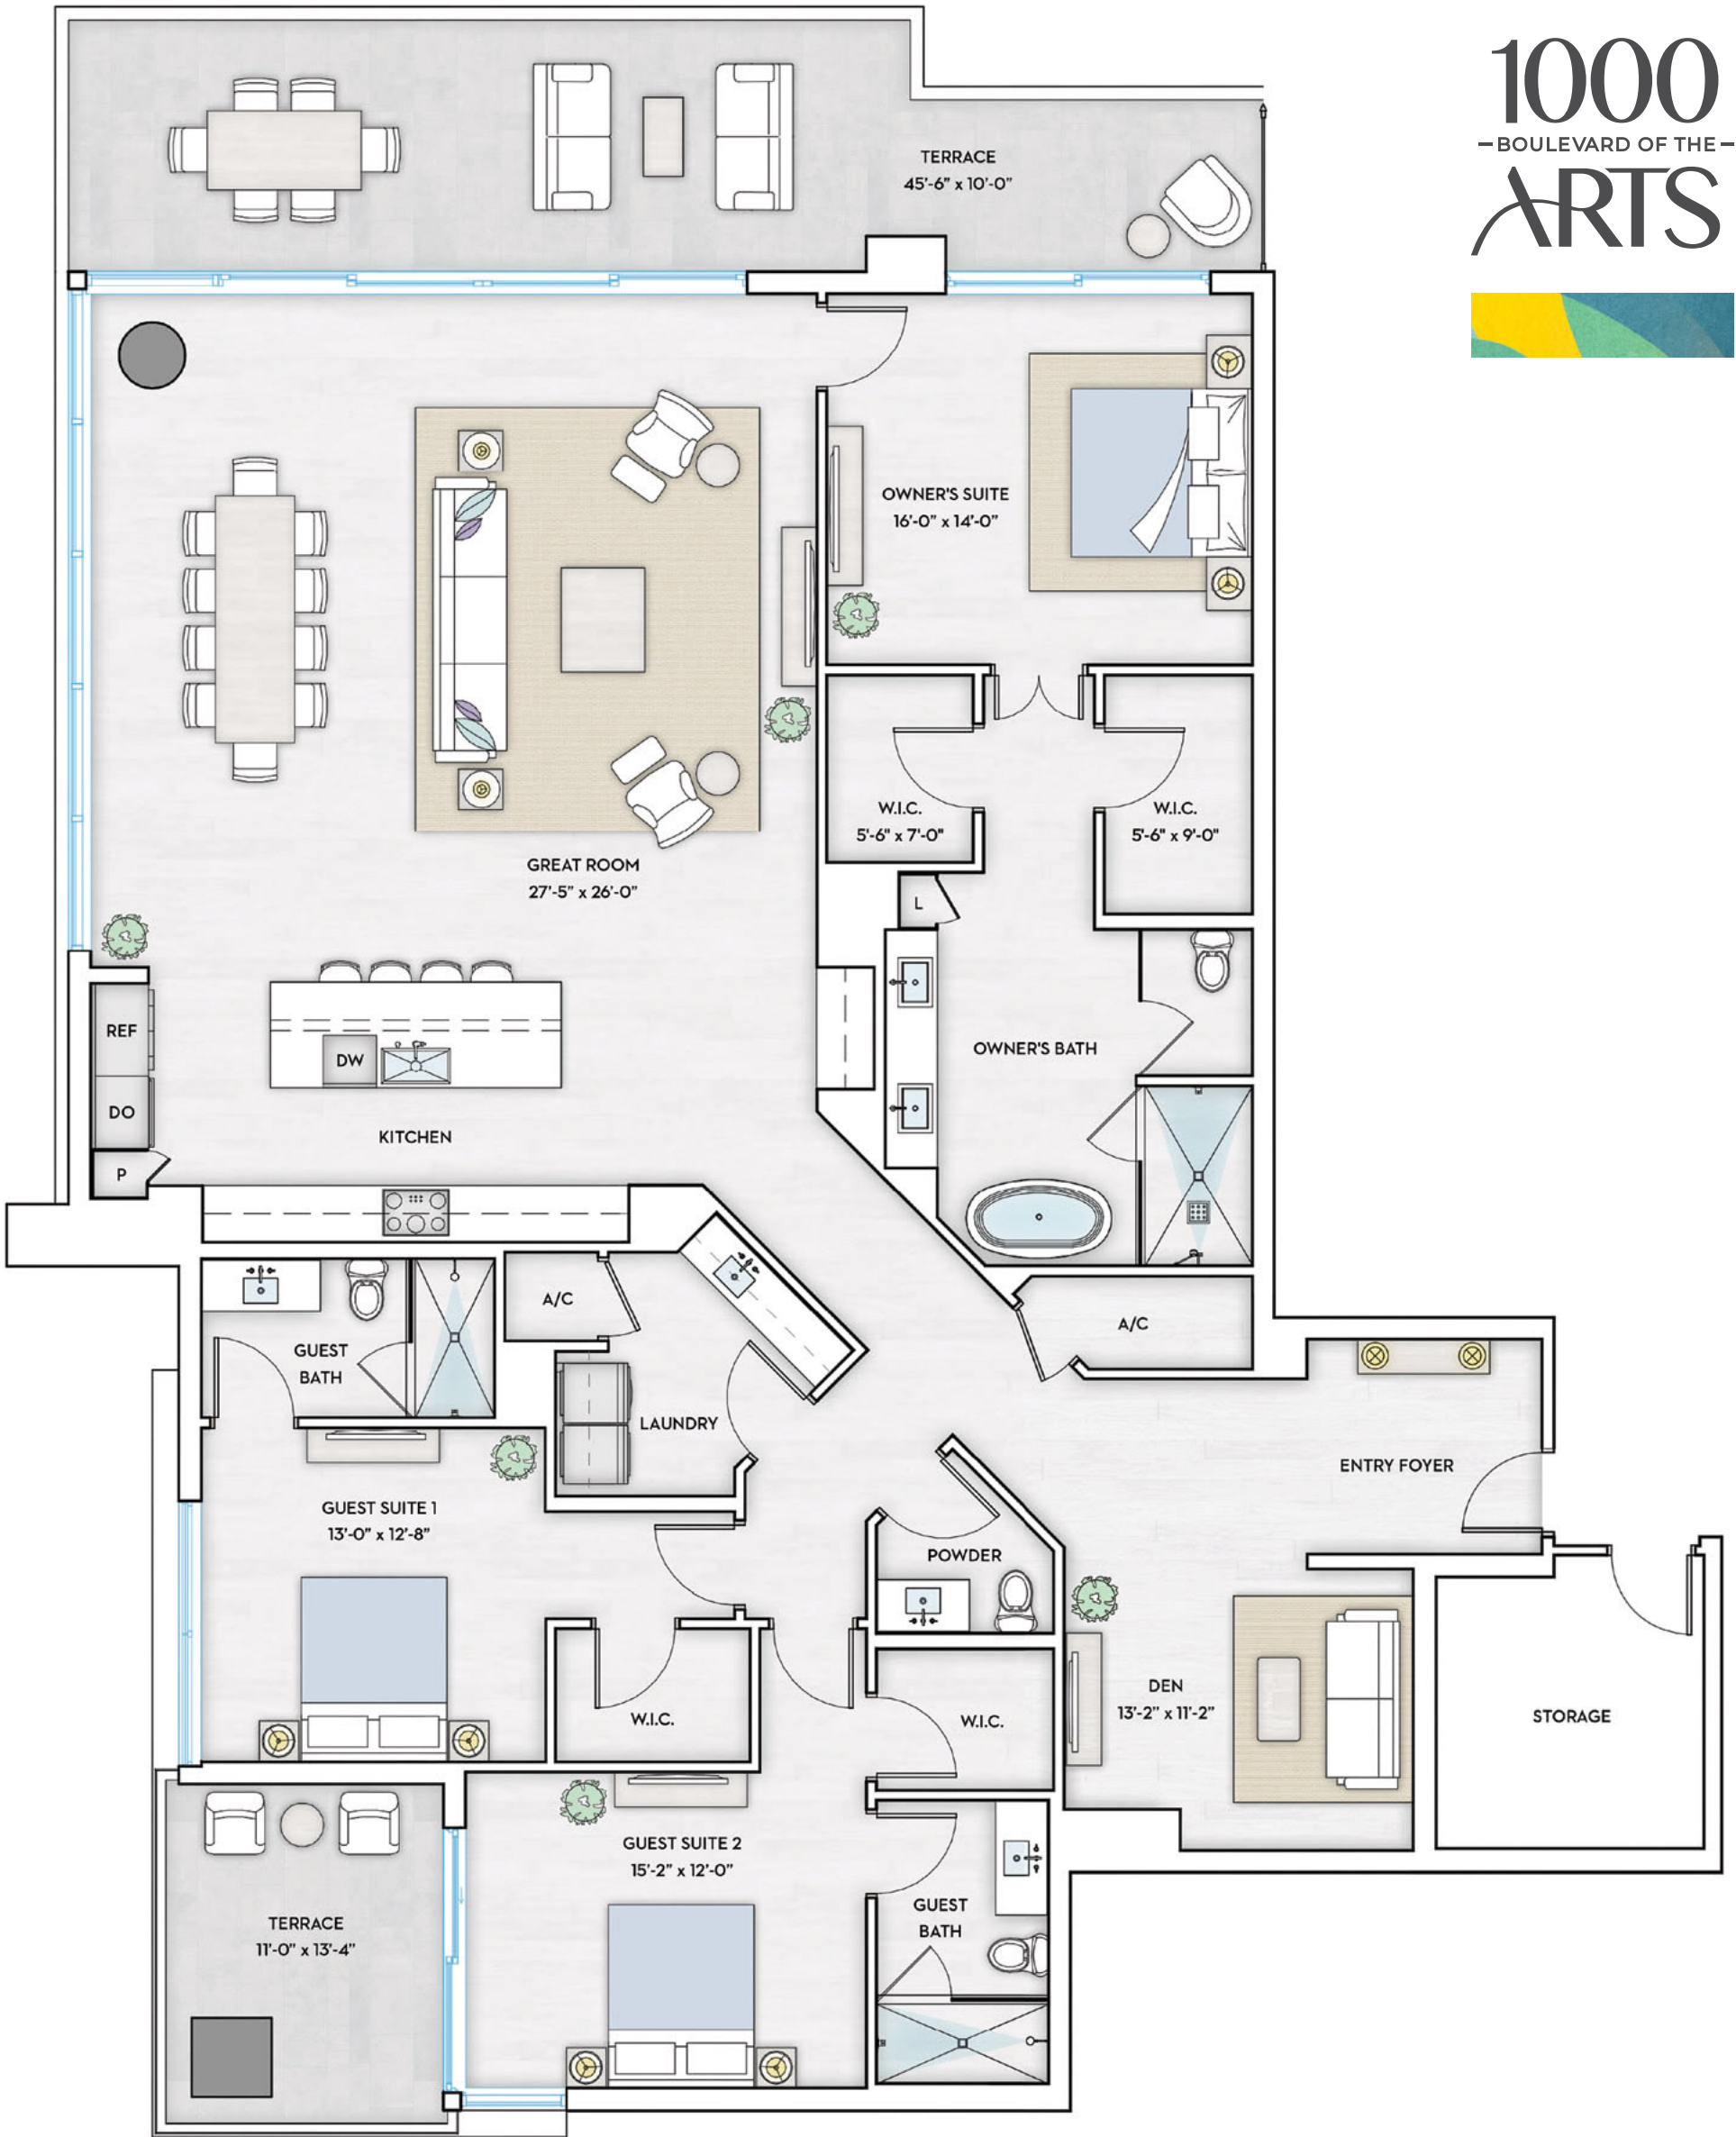 1000
BOULEVARD OF THE
ARTS
TERRACE
45'-6" x 10'-0"
OWNER'S SUITE
16'-0" x 14'-0"
W.I.C.
5'-6" x 7'-0"
W.I.C.
5'-6" x 9'-0"
GREAT ROOM
27'-5" x 26'-0"
L
REF
DW
OWNER'S BATH
DO
KITCHEN
P
A/C
A/C
GUEST
BATH
LAUNDRY
ENTRY FOYER
GUEST SUITE 1
13'-0" x 12'-8"
POWDER
DEN
13'-2" x 11'-2"
W.I.C.
W.I.C.
STORAGE
GUEST SUITE 2
15'-2" x 12'-0"
GUEST
BATH
TERRACE
11'-0" x 13'-4"